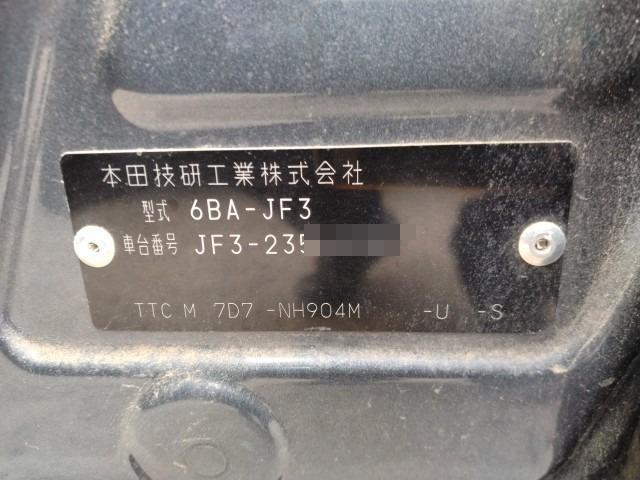 本田技研工業株式会社
型式 6BA-JF3
車台番号 JF3-235
TTC M 7D7 -NH904M -U -S